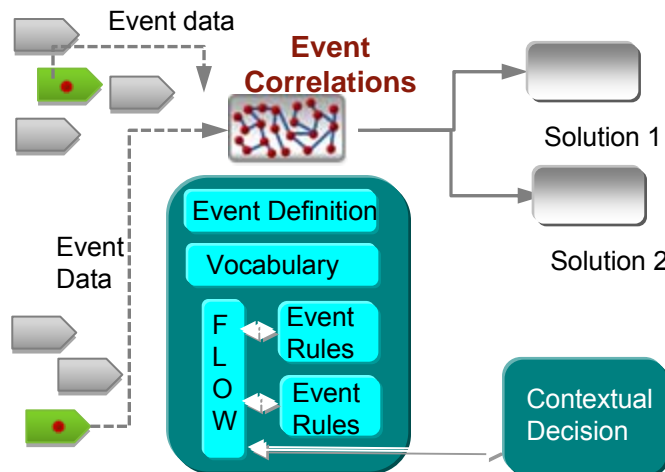 Event data
Event
Correlations
Solution 1
Solution 2
Event
Data
Event Definition
Vocabulary
F
L
O
W
Event
Rules
Event
Rules
Contextual
Decision